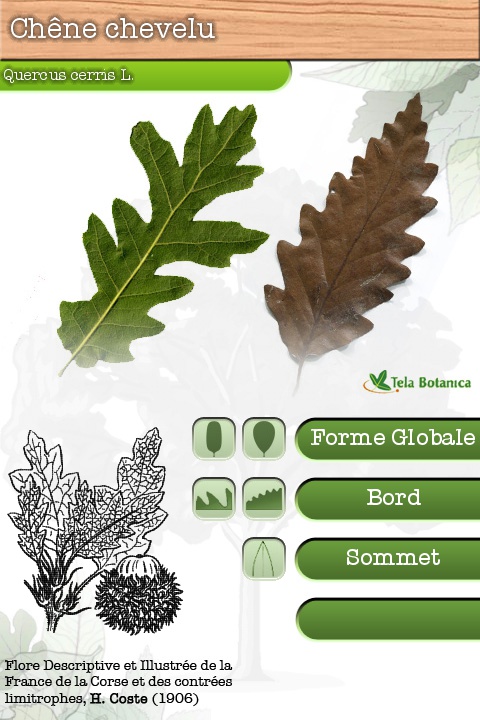 Chêne chevelu
Quercus cerris L.
Tela Botanica
Forme Globale
Bord
Sommet
Flore Descriptive et Illustrée de la
France de la Corse et des contrées
limitrophes, H. Coste (1906)